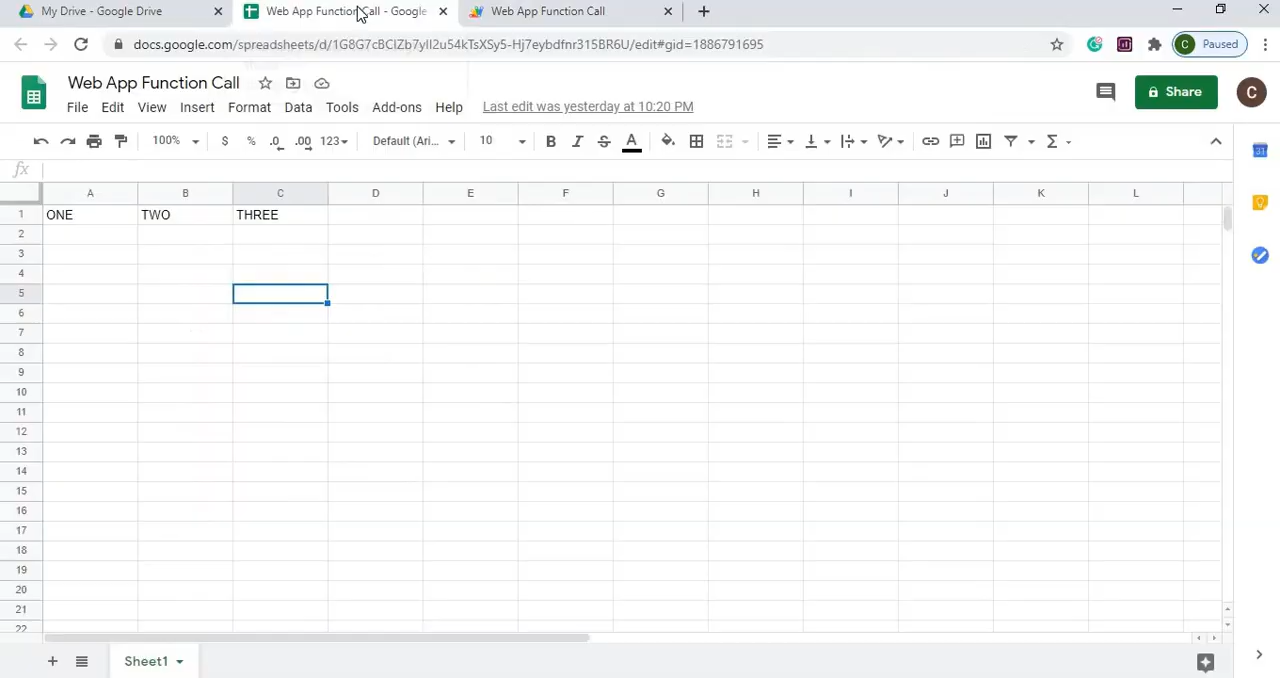 My Drive - Google Drive
Web App Function Call - Google
Web App Function Call
docs.google.com/spreadsheets/d/1G8G7cBClZb7yIl2u54kTsXSy5-Hj7eybdfnr315BR6U/edit#gid=1886791695
C
Paused
Web App Function Call
File Edit View Insert Format Data Tools Add-ons Help Last edit was yesterday at 10:20 PM
Share
C
100% $ % .0 .00 123 Default (Ari... 10 B I S A Σ
31
fx
A B C D E F G H I J K L
1 ONE TWO THREE
2
3
4
5
6
7
8
9
10
11
12
13
14
15
16
17
18
19
20
21
22
Sheet1